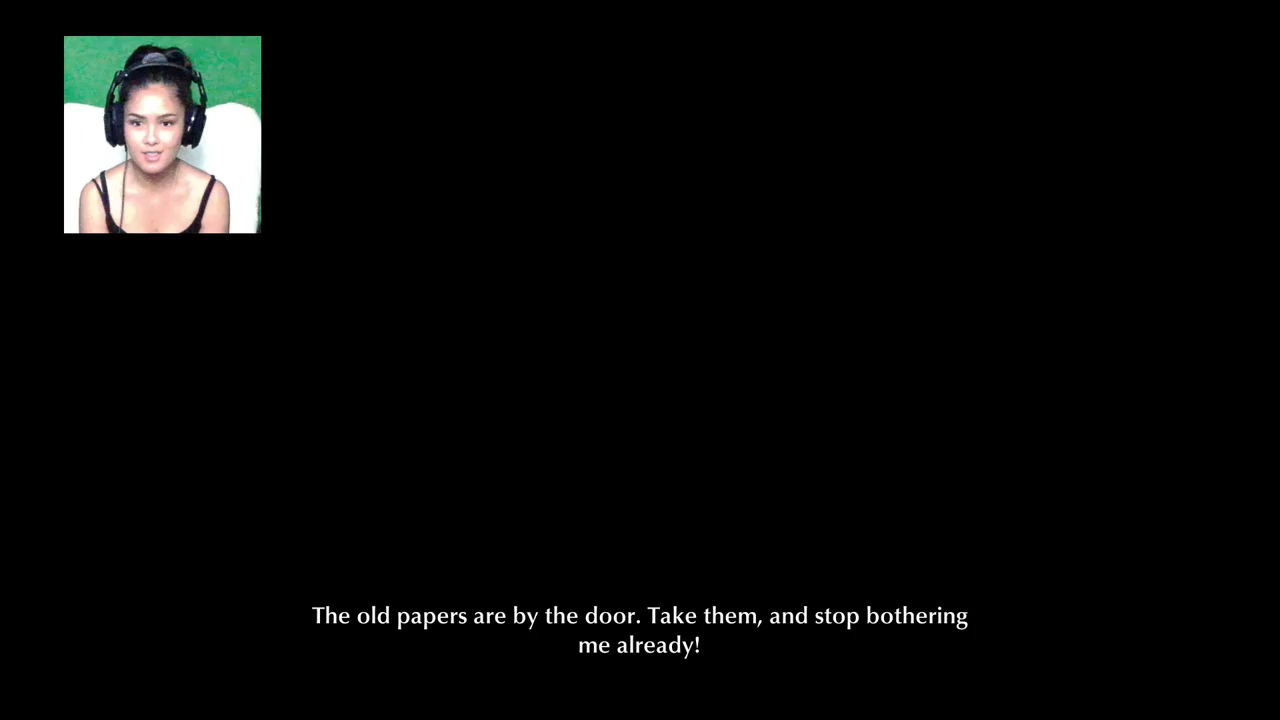 The old papers are by the door. Take them, and stop bothering
me already!